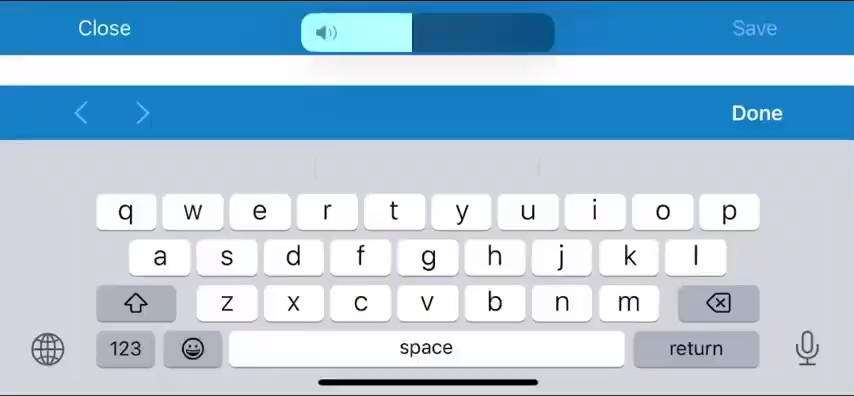 Close Save
Done
q w e r t y u i o p
a s d f g h j k l
z x c v b n m
123 space return